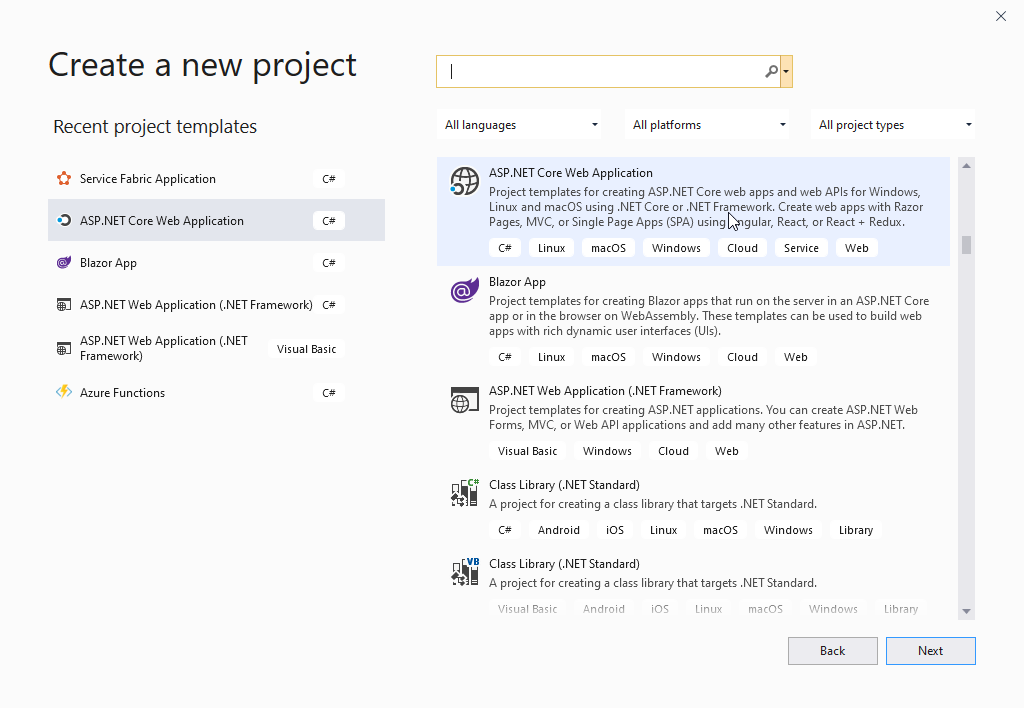 Create a new project
Recent project templates
Service Fabric Application C#
ASP.NET Core Web Application C#
Blazor App C#
ASP.NET Web Application (.NET Framework) C#
ASP.NET Web Application (.NET
Framework) Visual Basic
Azure Functions C#
All languages All platforms All project types
ASP.NET Core Web Application
Project templates for creating ASP.NET Core web apps and web APIs for Windows,
Linux and macOS using .NET Core or .NET Framework. Create web apps with Razor
Pages, MVC, or Single Page Apps (SPA) using Angular, React, or React + Redux.
C# Linux macOS Windows Cloud Service Web
Blazor App
Project templates for creating Blazor apps that run on the server in an ASP.NET Core
app or in the browser on WebAssembly. These templates can be used to build web
apps with rich dynamic user interfaces (UIs).
C# Linux macOS Windows Cloud Web
ASP.NET Web Application (.NET Framework)
Project templates for creating ASP.NET applications. You can create ASP.NET Web
Forms, MVC, or Web API applications and add many other features in ASP.NET.
Visual Basic Windows Cloud Web
C#
Class Library (.NET Standard)
A project for creating a class library that targets .NET Standard.
C# Android iOS Linux macOS Windows Library
VB
Class Library (.NET Standard)
A project for creating a class library that targets .NET Standard.
Visual Basic Android iOS Linux macOS Windows Library
Back Next